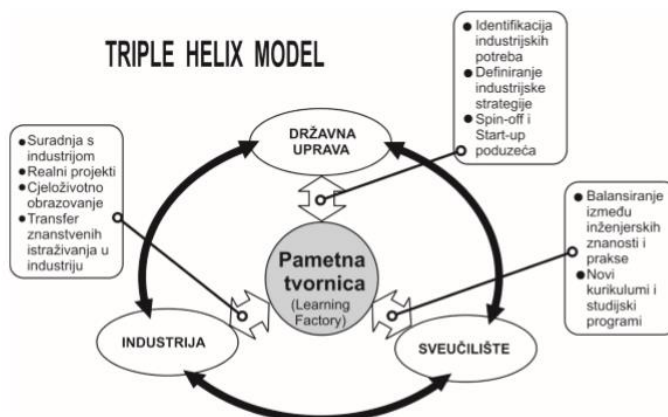 TRIPLE HELIX MODEL
● Identifikacija
industrijskih
potreba
● Definiranje
industrijske
strategije
● Spin-off i
Start-up
poduzeća
DRŽAVNA
UPRAVA
● Suradnja s
industrijom
● Realni projekti
● Cjeloživotno
obrazovanje
● Transfer
znanstvenih
istraživanja u
industriju
● Balansiranje
između
inženjerskih
znanosti i
prakse
● Novi
kurikulumi i
studijski
programi
Pametna
tvornica
(Learning
Factory)
INDUSTRIJA
SVEUČILIŠTE